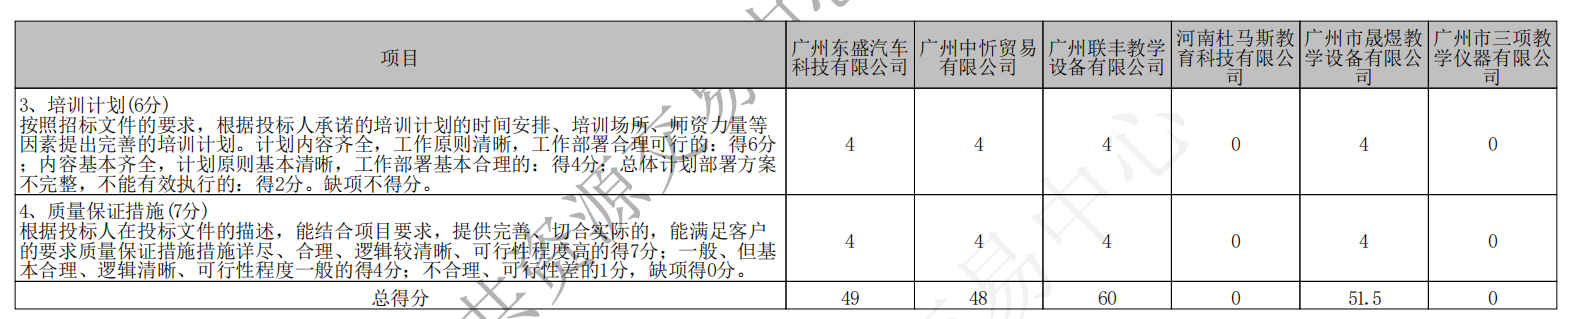 项目
广州东盛汽车
科技有限公司
广州中忻贸易
有限公司
广州联丰教学
设备有限公司
河南杜马斯教
育科技有限公
司
广州市晟煜教
学设备有限公
司
广州市三项教
学仪器有限公
司
3、培训计划(6分)
按照招标文件的要求，根据投标人承诺的培训计划的时间安排、培训场所、师资力量等
因素提出完善的培训计划。计划内容齐全，工作原则清晰，工作部署合理可行的：得6分
；内容基本齐全，计划原则基本清晰，工作部署基本合理的：得4分；总体计划部署方案
不完整，不能有效执行的：得2分。缺项不得分。
4 4 4 0 4 0
4、质量保证措施(7分)
根据投标人在投标文件的描述，能结合项目要求，提供完善、切合实际的，能满足客户
的要求质量保证措施措施详尽、合理、逻辑较清晰、可行性程度高的得7分；一般、但基
本合理、逻辑清晰、可行性程度一般的得4分；不合理、可行性差的1分，缺项得0分。
4 4 4 0 4 0
总得分 49 48 60 0 51.5 0
共资源交易中心
易中心